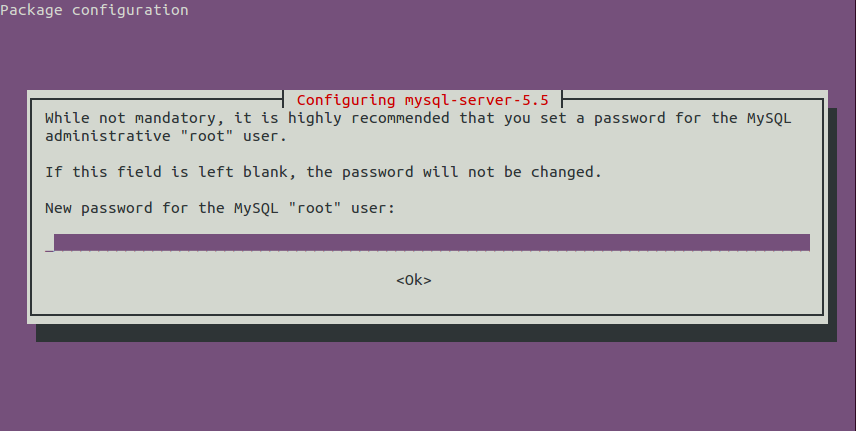 Package configuration
Configuring mysql-server-5.5
While not mandatory, it is highly recommended that you set a password for the MySQL
administrative "root" user.
If this field is left blank, the password will not be changed.
New password for the MySQL "root" user:
<Ok>